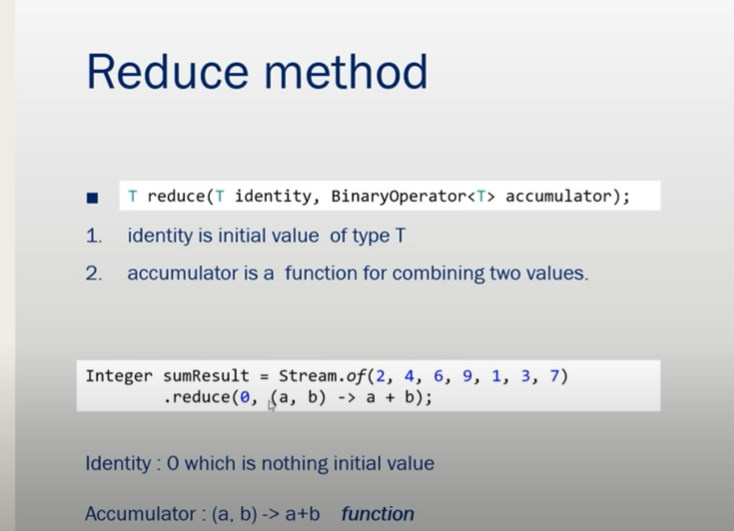 Reduce method
T reduce(T identity, BinaryOperator<T> accumulator);
1. identity is initial value of type T
2. accumulator is a function for combining two values.
Integer sumResult = Stream.of(2, 4, 6, 9, 1, 3, 7)
.reduce(0, (a, b) -> a + b);
Identity : 0 which is nothing initial value
Accumulator : (a, b) -> a+b function